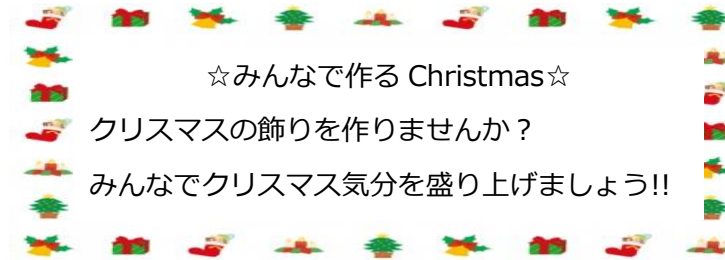 ☆みんなで作る Christmas☆
クリスマスの飾りを作りませんか？
みんなでクリスマス気分を盛り上げましょう!!